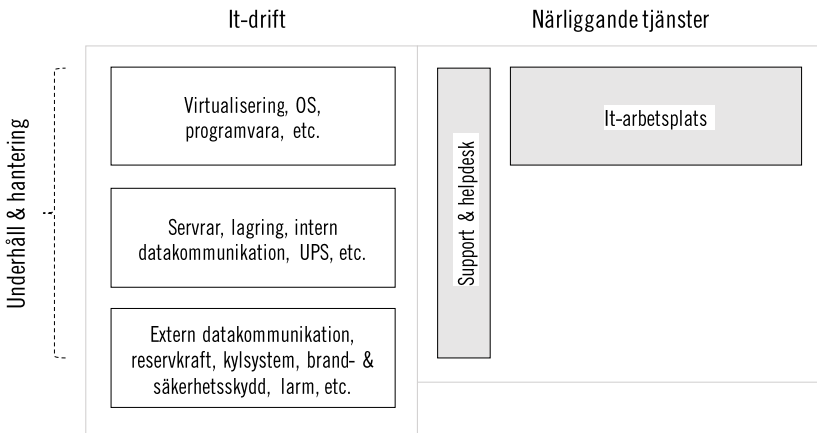 It-drift
Närliggande tjänster
Underhåll & hantering
Virtualisering, OS,
programvara, etc.
Servrar, lagring, intern
datakommunikation, UPS, etc.
Extern datakommunikation,
reservkraft, kylsystem, brand- &
säkerhetsskydd, larm, etc.
Support & helpdesk
It-arbetsplats